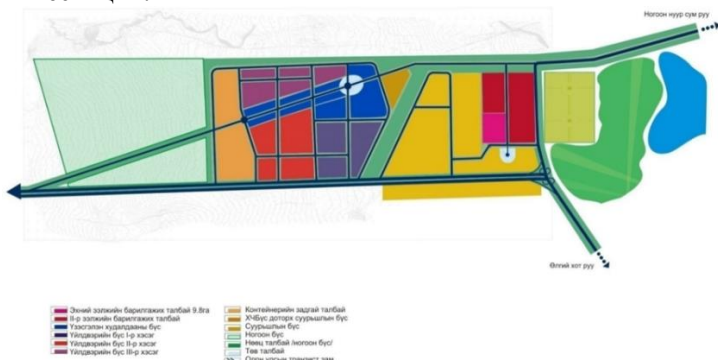 Ногоон нуур сум руу
Өлгий хот руу
Эхний ээлжийн барилгажих талбай 9.8га
II-р ээлжийн барилгажих талбай
Үзэсгэлэн худалдааны бүс
Үйлдвэрийн бүс I-р хэсэг
Үйлдвэрийн бүс II-р хэсэг
Үйлдвэрийн бүс III-р хэсэг
Контейнерийн задгай талбай
ХЧБүс доторх суурьшлын бүс
Суурьшлын бүс
Ногоон бүс
Нөөц талбай /ногоон бүс/
Төв талбай